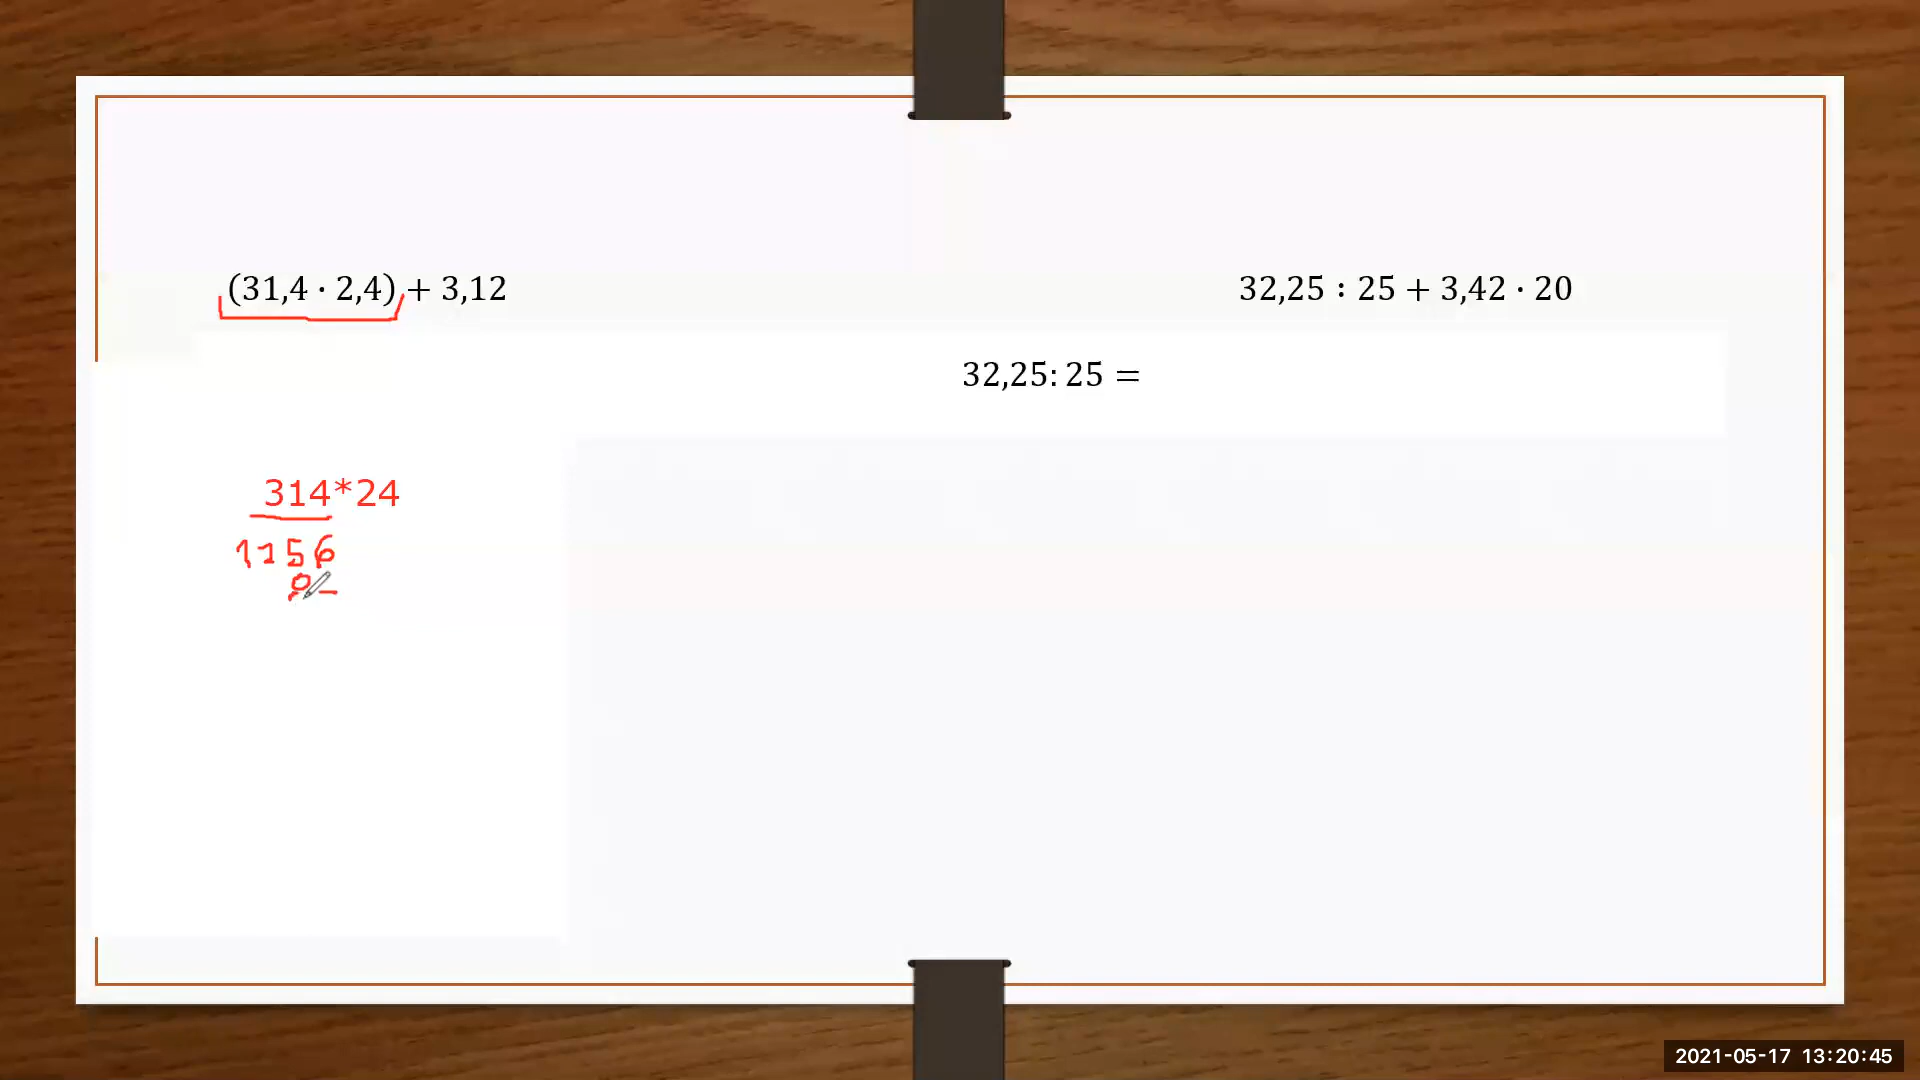 (31,4 · 2,4) + 3,12
32,25 : 25 + 3,42 · 20
32,25: 25 =
314*24
1156
2021-05-17 13:20:45